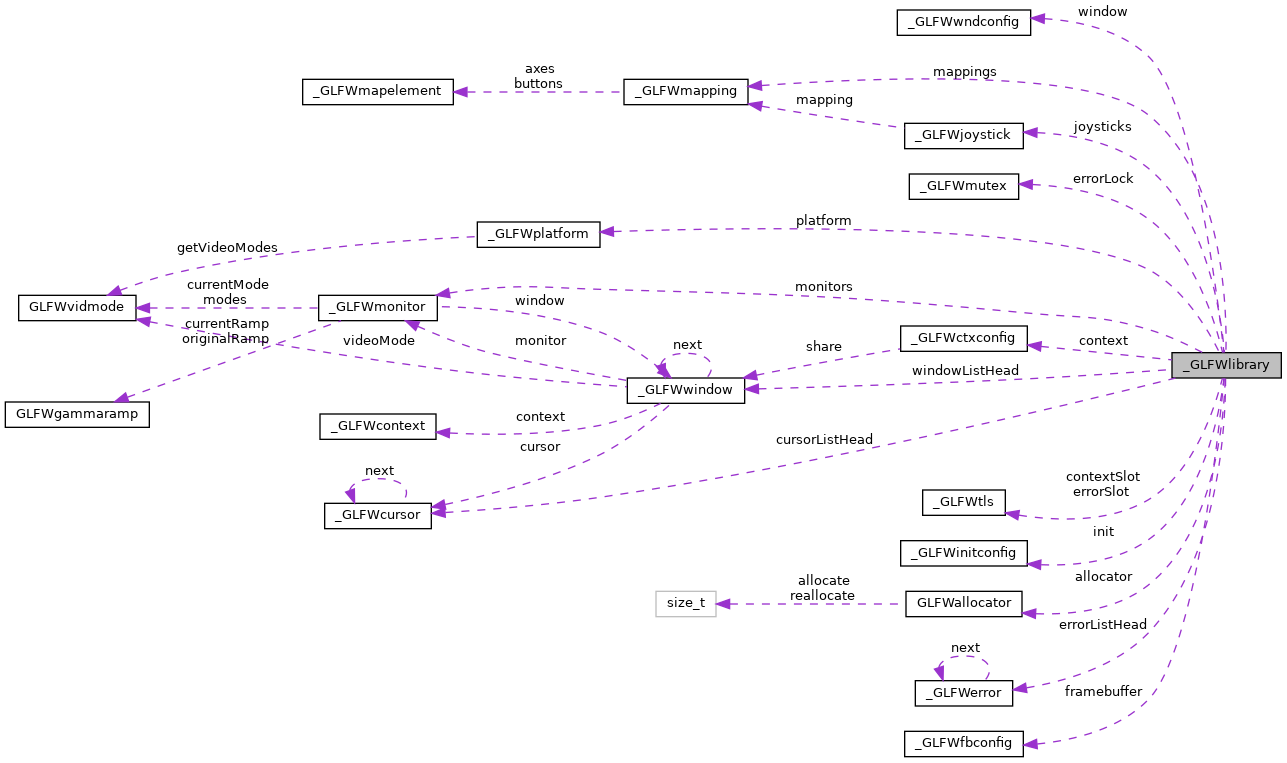 window
_GLFWwndconfig
axes
buttons
mappings
_GLFWmapelement
_GLFWmapping
mapping
joysticks
_GLFWjoystick
errorLock
_GLFWmutex
platform
_GLFWplatform
getVideoModes
currentMode
modes
monitors
window
GLFWvidmode
_GLFWmonitor
currentRamp
originalRamp
videoMode
monitor
next
share
_GLFWctxconfig
context
_GLFWlibrary
windowListHead
_GLFWwindow
GLFWgammaramp
context
_GLFWcontext
cursor
cursorListHead
next
_GLFWcursor
contextSlot
errorSlot
_GLFWtls
init
_GLFWinitconfig
allocator
allocate
reallocate
size_t
GLFWallocator
errorListHead
next
_GLFWerror
framebuffer
_GLFWfbconfig